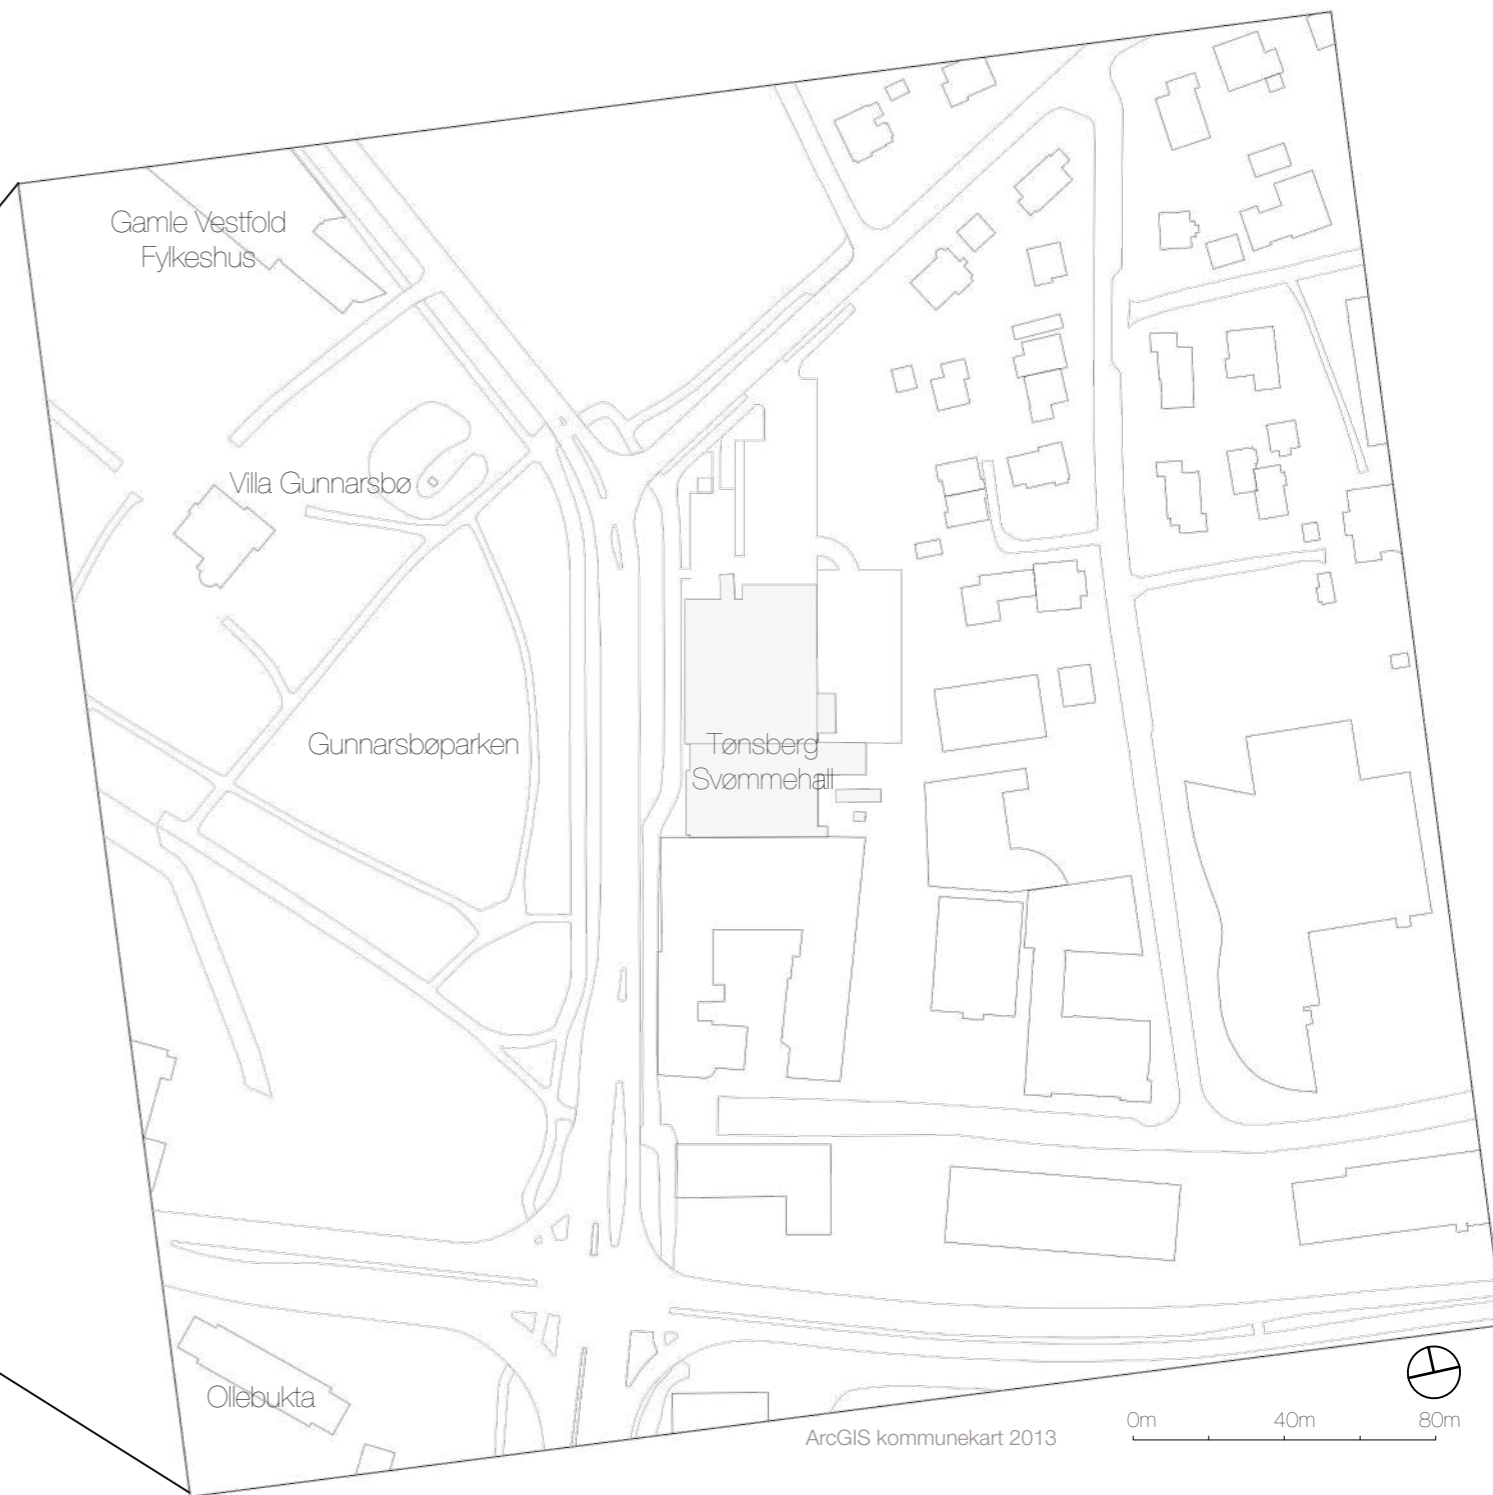 Gamle Vestfold
Fylkeshus
Villa Gunnarsbø
Gunnarsbøparken
Tønsberg
Svømmehall
Ollebukta
ArcGIS kommunekart 2013
0m
40m
80m